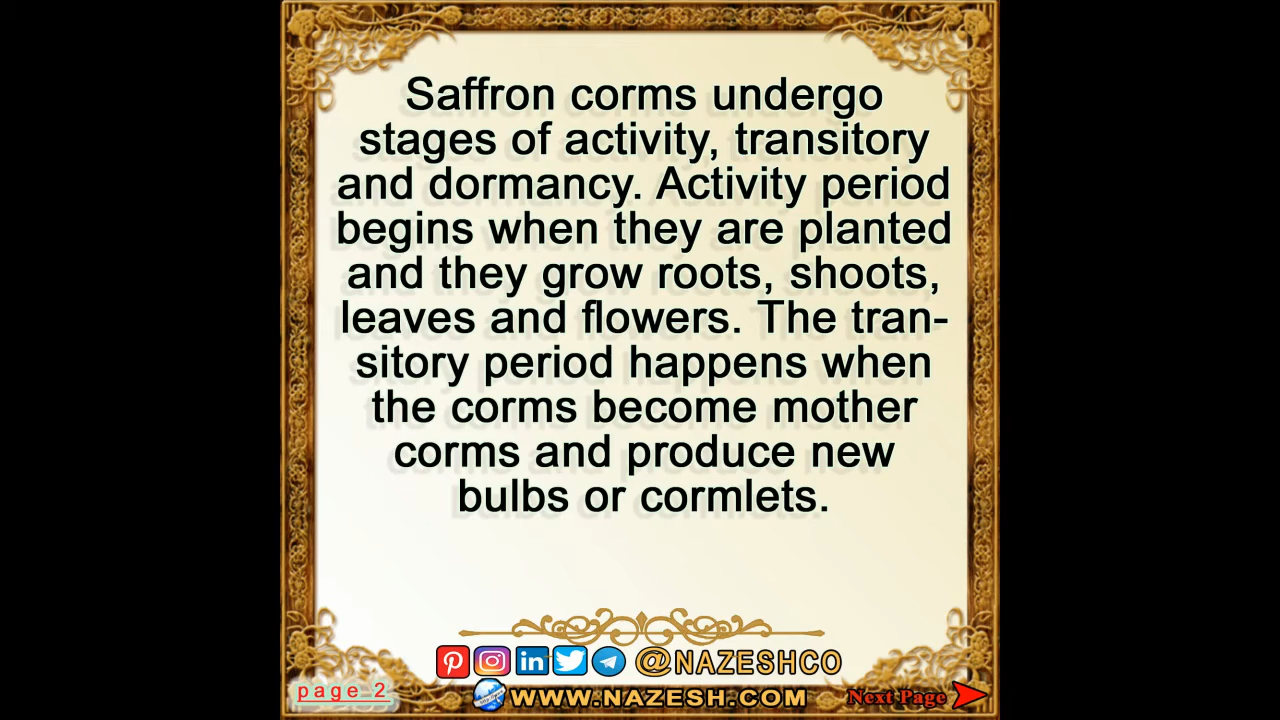 Saffron corms undergo
stages of activity, transitory
and dormancy. Activity period
begins when they are planted
and they grow roots, shoots,
leaves and flowers. The tran-
sitory period happens when
the corms become mother
corms and produce new
bulbs or cormlets.
@NAZESHCO
page 2
WWW.NAZESH.COM
Next Page